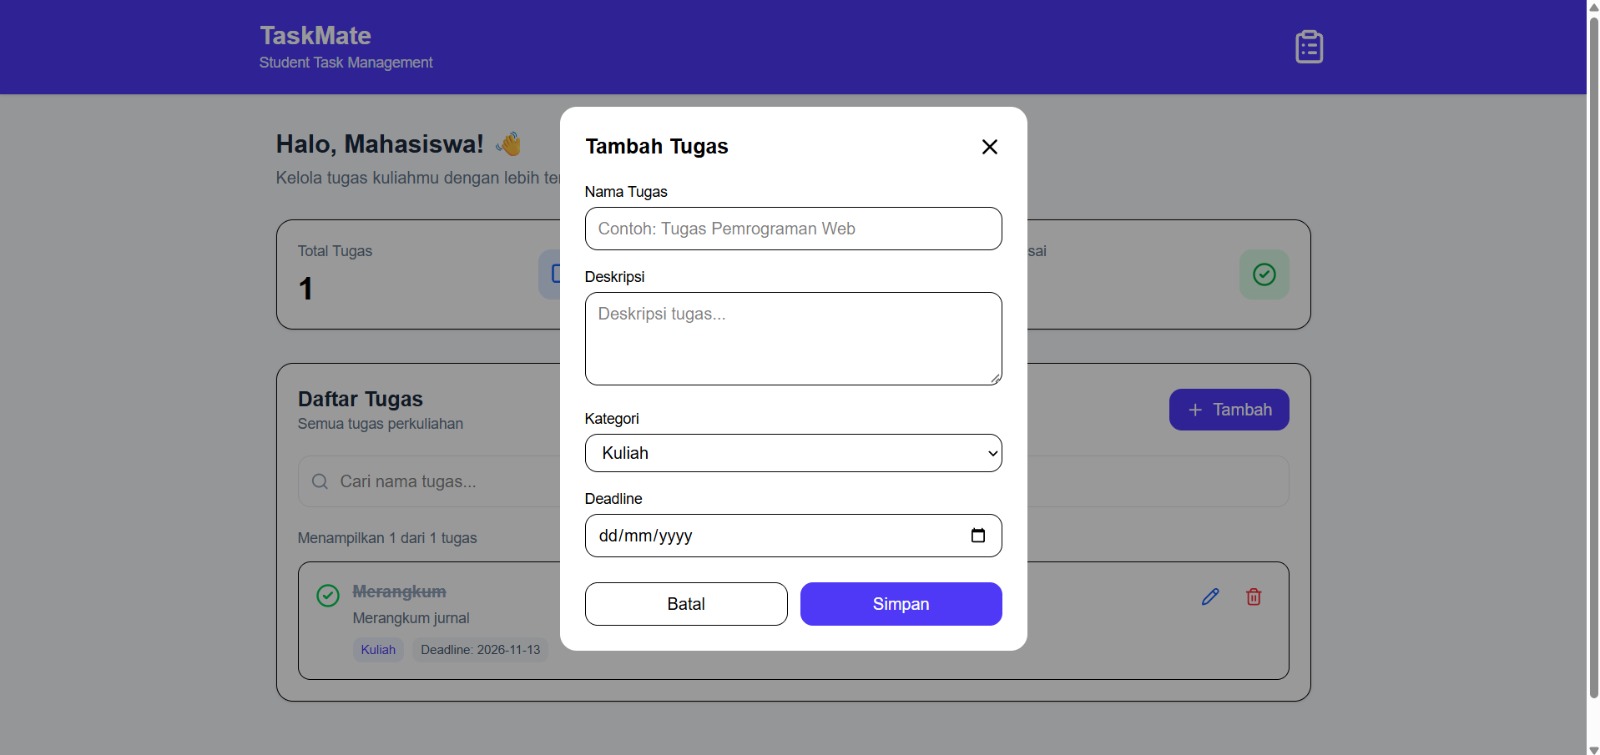 TaskMate
Student Task Management
Halo, Mahasiswa! 👋
Kelola tugas kuliahmu dengan lebih
Total Tugas
1
sai
Daftar Tugas
Semua tugas perkuliahan
+ Tambah
Cari nama tugas...
Menampilkan 1 dari 1 tugas
Merangkum
Merangkum jurnal
Kuliah
Deadline: 2026-11-13
Tambah Tugas
Nama Tugas
Contoh: Tugas Pemrograman Web
Deskripsi
Deskripsi tugas...
Kategori
Kuliah
Deadline
dd/mm/yyyy
Batal
Simpan